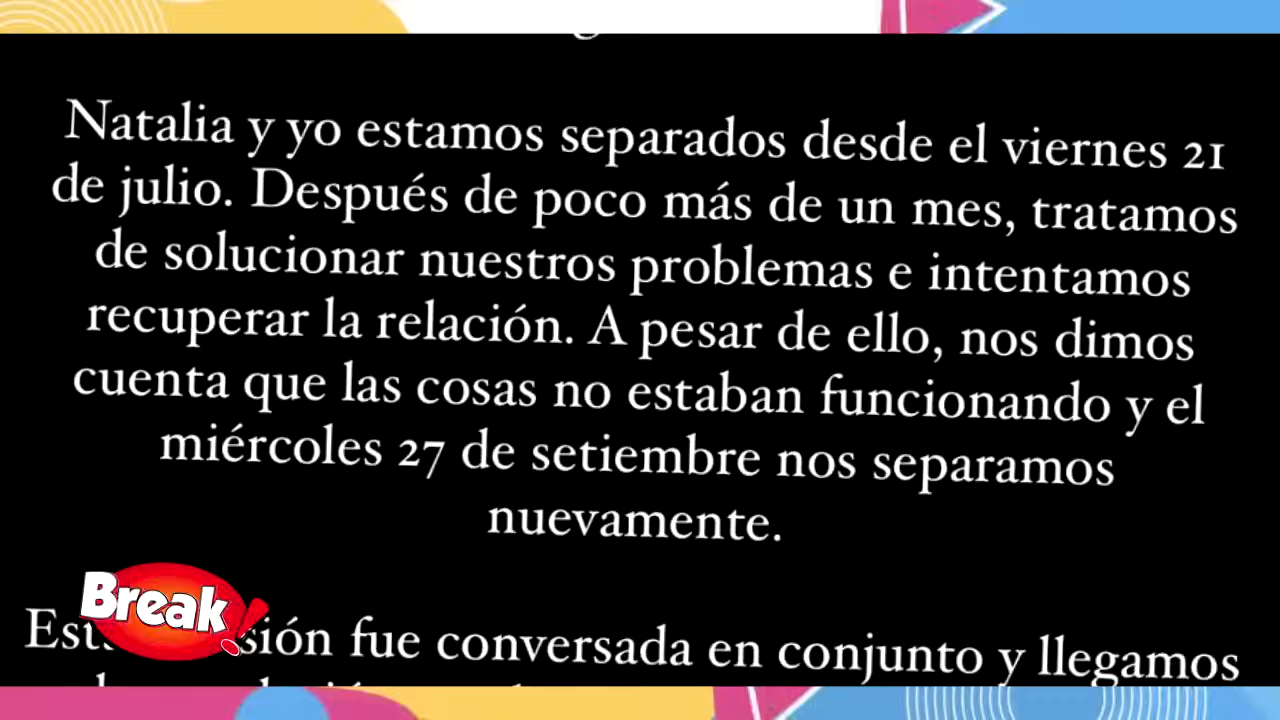 Natalia y yo estamos separados desde el viernes 21
de julio. Después de poco más de un mes, tratamos
de solucionar nuestros problemas e intentamos
recuperar la relación. A pesar de ello, nos dimos
cuenta que las cosas no estaban funcionando y el
miércoles 27 de setiembre nos separamos
nuevamente.
Break!
fue conversada en conjunto y llegamos